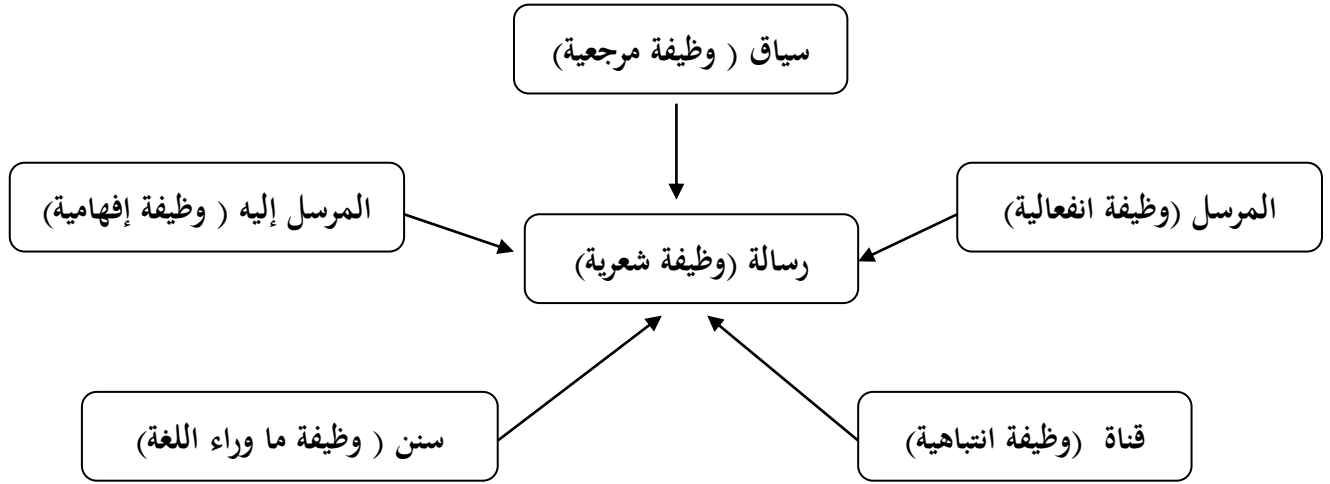 سياق ( وظيفة مرجعية)
المرسل (وظيفة انفعالية)
المرسل إليه ( وظيفة إفهامية)
رسالة (وظيفة شعرية)
قناة (وظيفة انتباهية)
سنن ( وظيفة ما وراء اللغة)